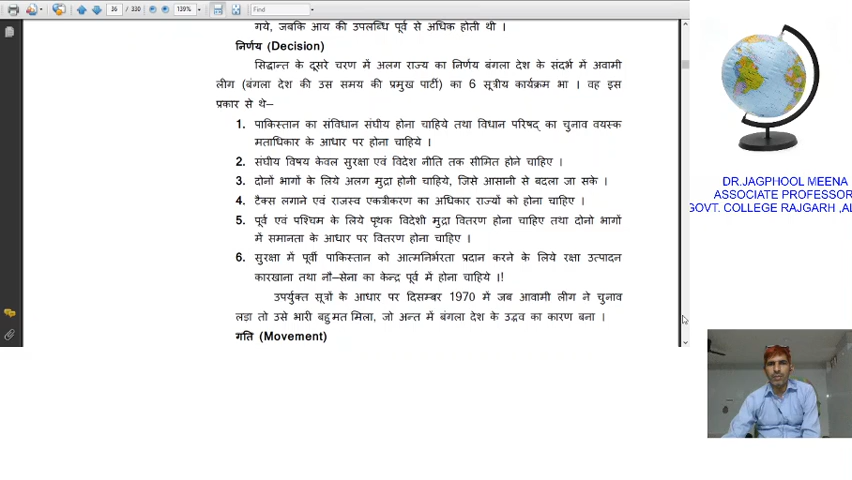 36 / 330
139%
Find
गये, जबकि आय की उपलब्धि पूर्व से अधिक होती थी ।
निर्णय (Decision)
सिद्धान्त के दूसरे चरण में अलग राज्य का निर्णय बंगला देश के संदर्भ में अवामी
लीग (बंगला देश की उस समय की प्रमुख पार्टी) का 6 सूत्रीय कार्यक्रम भा । वह इस
प्रकार से थे–
1. पाकिस्तान का संविधान संघीय होना चाहिये तथा विधान परिषद् का चुनाव वयस्क
मताधिकार के आधार पर होना चाहिये ।
2. संघीय विषय केवल सुरक्षा एवं विदेश नीति तक सीमित होने चाहिए ।
3. दोनों भागों के लिये अलग मुद्रा होनी चाहिये, जिसे आसानी से बदला जा सके ।
4. टैक्स लगाने एवं राजस्व एकत्रीकरण का अधिकार राज्यों को होना चाहिए ।
5. पूर्व एवं पश्चिम के लिये पृथक विदेशी मुद्रा वितरण होना चाहिए तथा दोनो भागों
में समानता के आधार पर वितरण होना चाहिए ।
6. सुरक्षा में पूर्वी पाकिस्तान को आत्मनिर्भरता प्रदान करने के लिये रक्षा उत्पादन
कारखाना तथा नौ–सेना का केन्द्र पूर्व में होना चाहिये ।!
उपर्युक्त सूत्रों के आधार पर दिसम्बर 1970 में जब आवामी लीग ने चुनाव
लडा तो उसे भारी बहुमत मिला, जो अन्त में बंगला देश के उद्भव का कारण बना ।
गति (Movement)
DR.JAGPHOOL MEENA
ASSOCIATE PROFESSOR
GOVT. COLLEGE RAJGARH ,AL